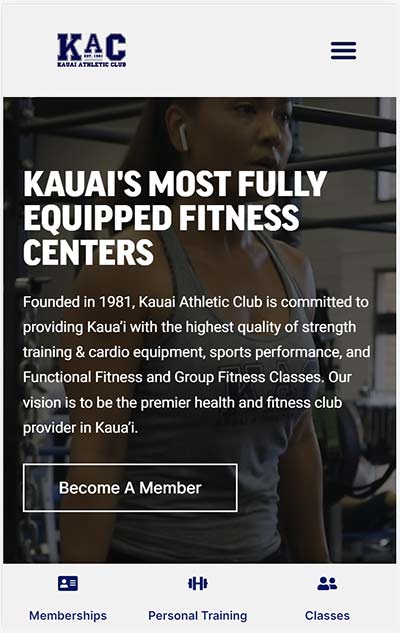 KAC
EST. 1981
KAUAI ATHLETIC CLUB
KAUAI'S MOST FULLY
EQUIPPED FITNESS
CENTERS
Founded in 1981, Kauai Athletic Club is committed to
providing Kaua’i with the highest quality of strength
training & cardio equipment, sports performance, and
Functional Fitness and Group Fitness Classes. Our
vision is to be the premier health and fitness club
provider in Kaua’i.
Become A Member
Memberships
Personal Training
Classes